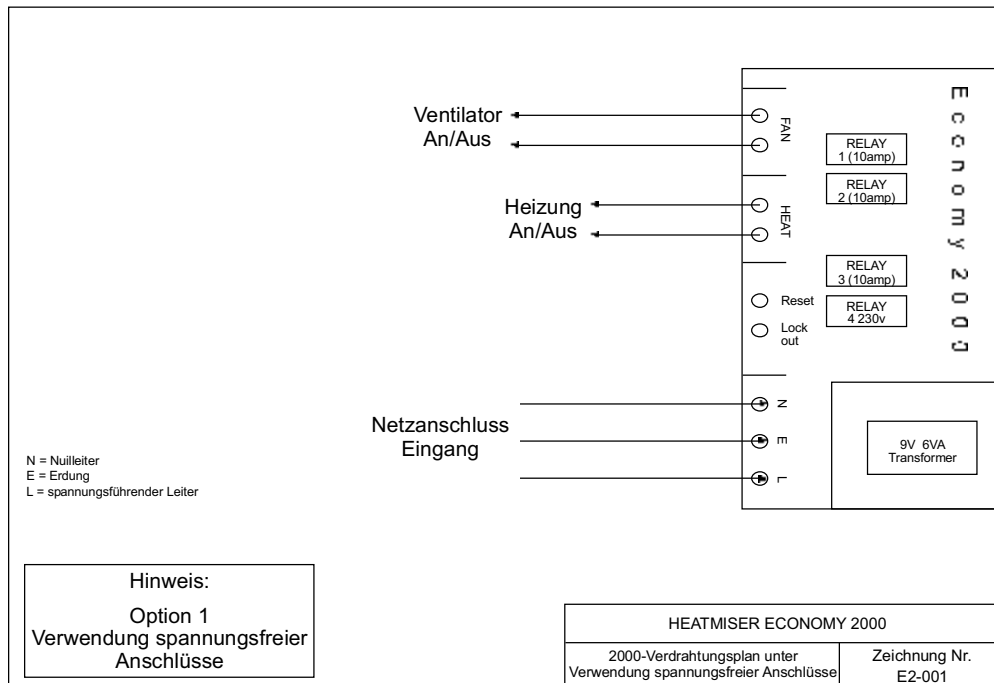 Ventilator
An/Aus
FAN
RELAY
1 (10amp)
RELAY
2 (10amp)
Economy 2000
Heizung
An/Aus
HEAT
RELAY
3 (10amp)
RELAY
4 230v
Reset
Lock
out
Netzanschluss
Eingang
N
E
L
9V 6VA
Transformer
N = Nuilleiter
E = Erdung
L = spannungsführender Leiter
Hinweis:
Option 1
Verwendung spannungsfreier
Anschlüsse
HEATMISER ECONOMY 2000
2000-Verdrahtungsplan unter
Verwendung spannungsfreier Anschlüsse
Zeichnung Nr.
E2-001